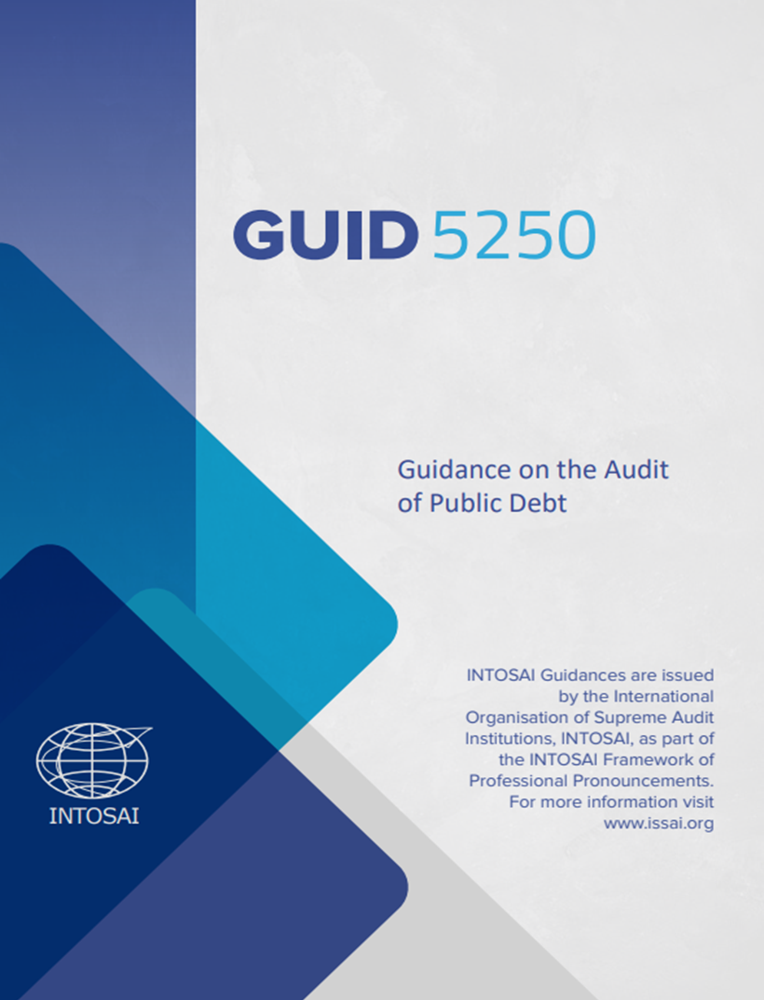 GUID 5250
Guidance on the Audit
of Public Debt
INTOSAI Guidances are issued
by the International
Organisation of Supreme Audit
Institutions, INTOSAI, as part of
the INTOSAI Framework of
Professional Pronouncements.
For more information visit
www.issai.org
INTOSAI